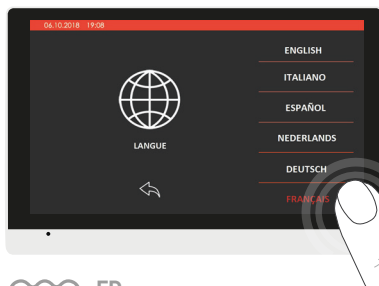 06.10.2018 19:08
LANGUE
ENGLISH
ITALIANO
ESPAÑOL
NEDERLANDS
DEUTSCH
FRANÇAIS
FR